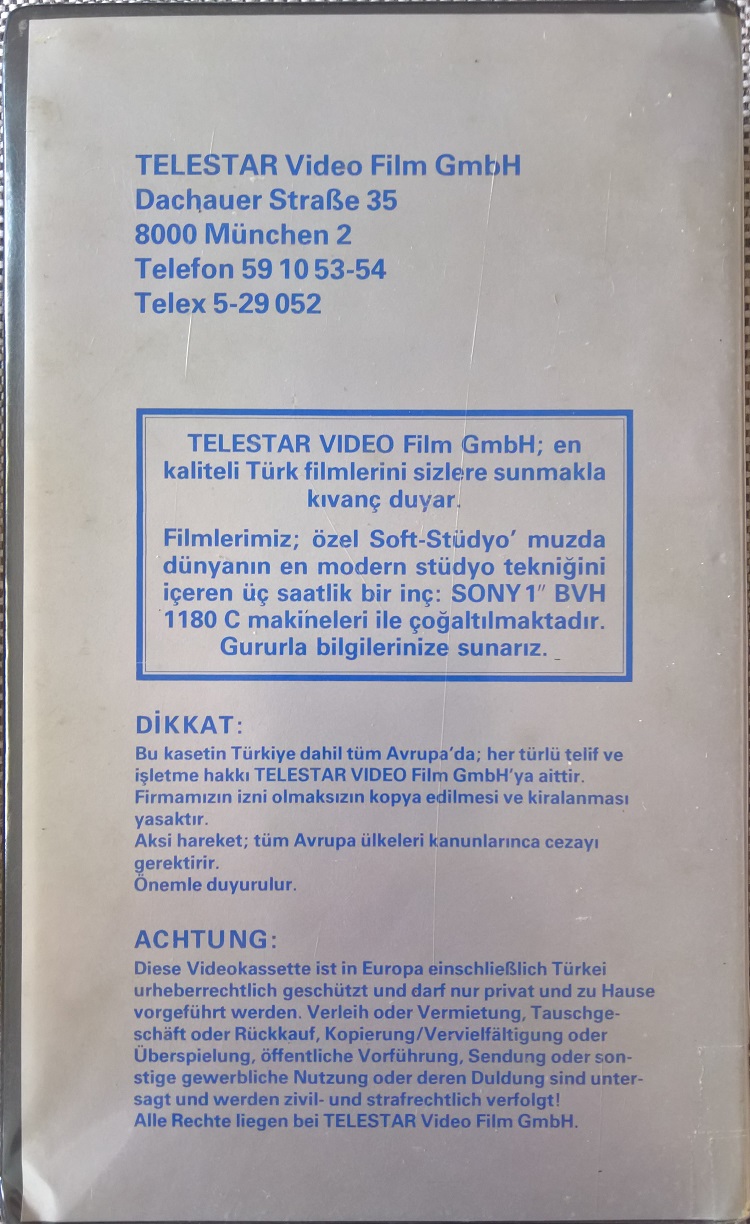 TELESTAR Video Film GmbH
Dachauer Straße 35
8000 München 2
Telefon 59 10 53-54
Telex 5-29 052
TELESTAR VIDEO Film GmbH; en
kaliteli Türk filmlerini sizlere sunmakla
kıvanç duyar.
Filmlerimiz; özel Soft-Stüdyo' muzda
dünyanın en modern stüdyo tekniğini
içeren üç saatlik bir inç: SONY 1″ BVH
1180 C makineleri ile çoğaltılmaktadır.
Gururla bilgilerinize sunarız.
DİKKAT:
Bu kasetin Türkiye dahil tüm Avrupa'da; her türlü telif ve
işletme hakkı TELESTAR VIDEO Film GmbH'ya aittir.
Firmamızın izni olmaksızın kopya edilmesi ve kiralanması
yasaktır.
Aksi hareket; tüm Avrupa ülkeleri kanunlarınca cezayı
gerektirir.
Önemle duyurulur.
ACHTUNG:
Diese Videokassette ist in Europa einschließlich Türkei
urheberrechtlich geschützt und darf nur privat und zu Hause
vorgeführt werden. Verleih oder Vermietung, Tauschge-
schäft oder Rückkauf, Kopierung/Vervielfältigung oder
Überspielung, öffentliche Vorführung, Sendung oder son-
stige gewerbliche Nutzung oder deren Duldung sind unter-
sagt und werden zivil- und strafrechtlich verfolgt!
Alle Rechte liegen bei TELESTAR Video Film GmbH.